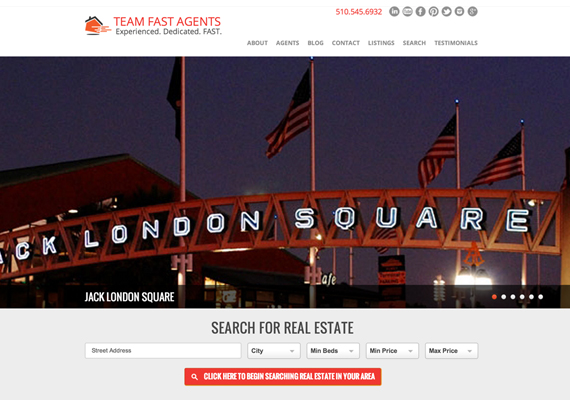 TEAM FAST AGENTS
Experienced. Dedicated. FAST.
510.545.6932
ABOUT AGENTS BLOG CONTACT LISTINGS SEARCH TESTIMONIALS
ACK LONDON SQUARE
JACK LONDON SQUARE
SEARCH FOR REAL ESTATE
Street Address City Min Beds Min Price Max Price
CLICK HERE TO BEGIN SEARCHING REAL ESTATE IN YOUR AREA